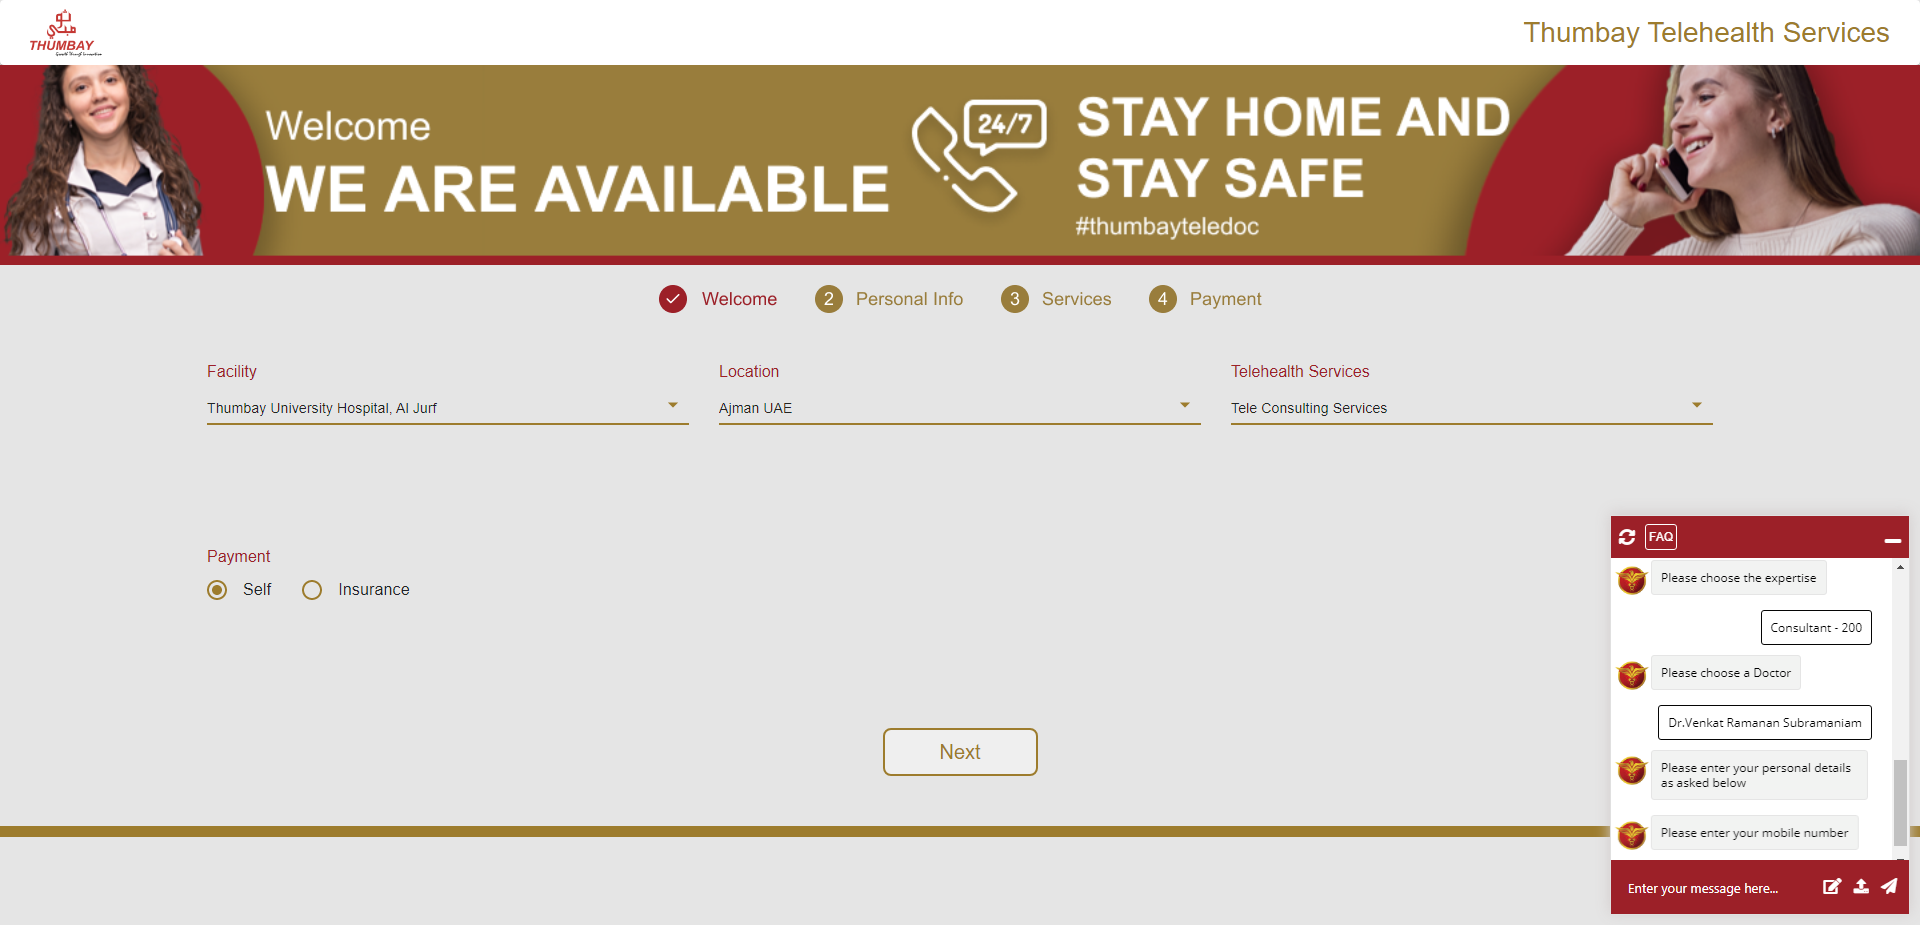 ثومبي
THUMBAY
Thumbay Telehealth Services
Welcome
WE ARE AVAILABLE
24/7
STAY HOME AND
STAY SAFE
#thumbayteledoc
Welcome
2 Personal Info
3 Services
4 Payment
Facility
Location
Telehealth Services
Thumbay University Hospital, Al Jurf
Ajman UAE
Tele Consulting Services
Payment
Self
Insurance
Next
FAQ
Please choose the expertise
Consultant - 200
Please choose a Doctor
Dr.Venkat Ramanan Subramaniam
Please enter your personal details
as asked below
Please enter your mobile number
Enter your message here...